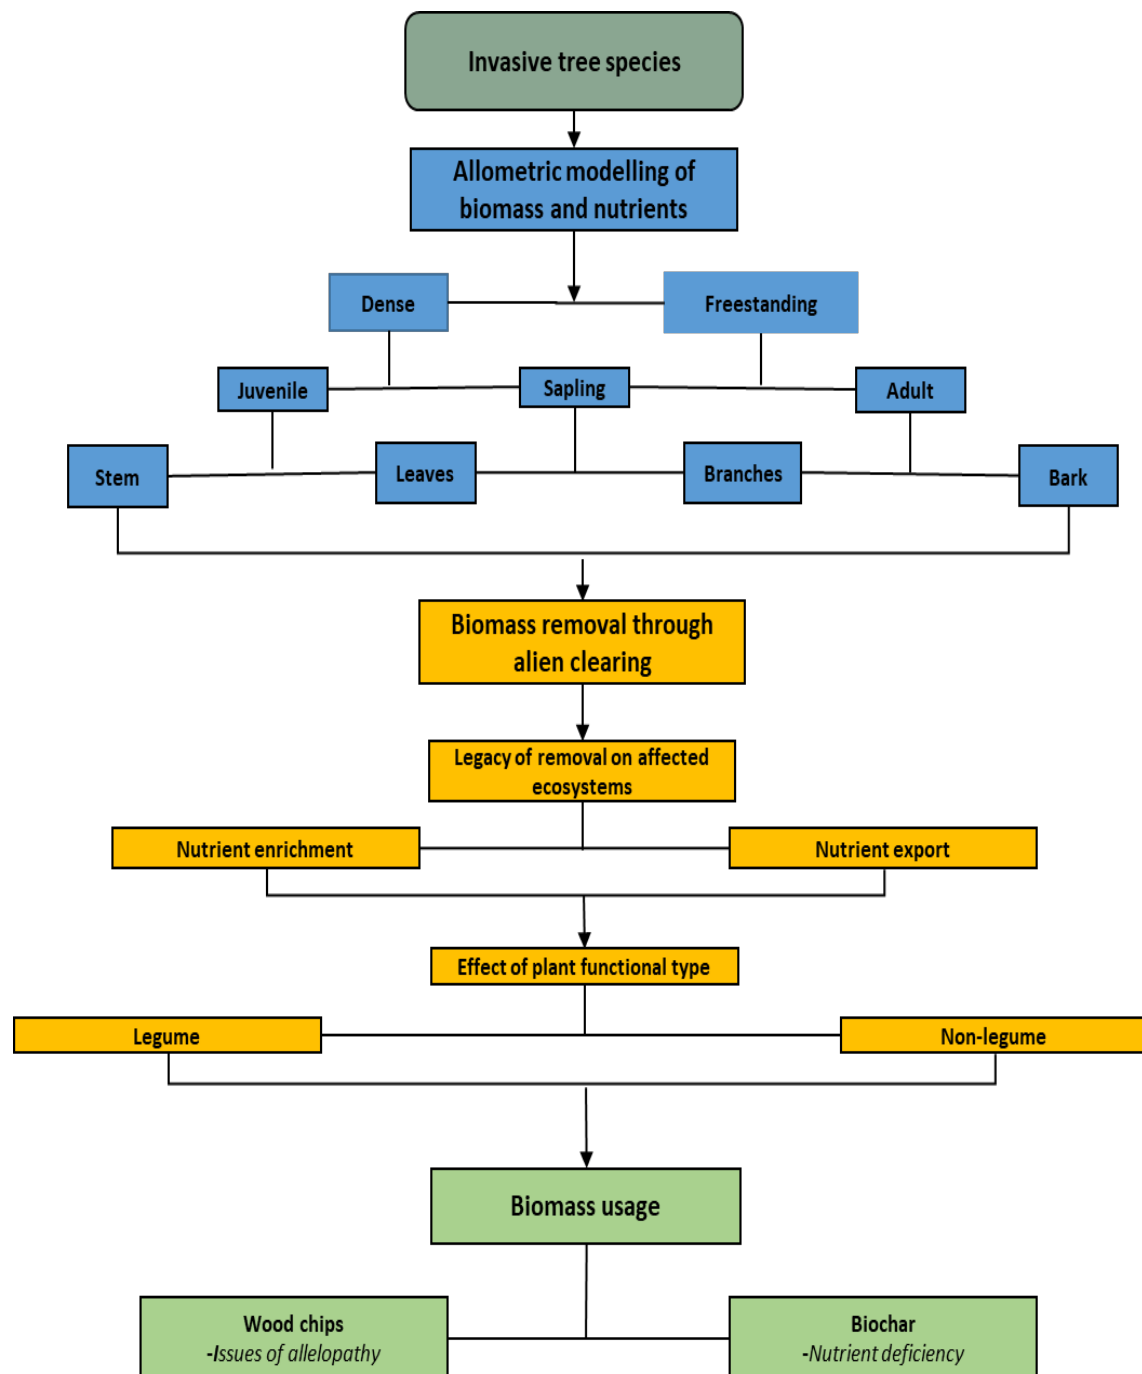 Invasive tree species
Allometric modelling of
biomass and nutrients
Dense
Freestanding
Juvenile
Sapling
Adult
Stem
Leaves
Branches
Bark
Biomass removal through
alien clearing
Legacy of removal on affected
ecosystems
Nutrient enrichment
Nutrient export
Effect of plant functional type
Legume
Non-legume
Biomass usage
Wood chips
-Issues of allelopathy
Biochar
-Nutrient deficiency